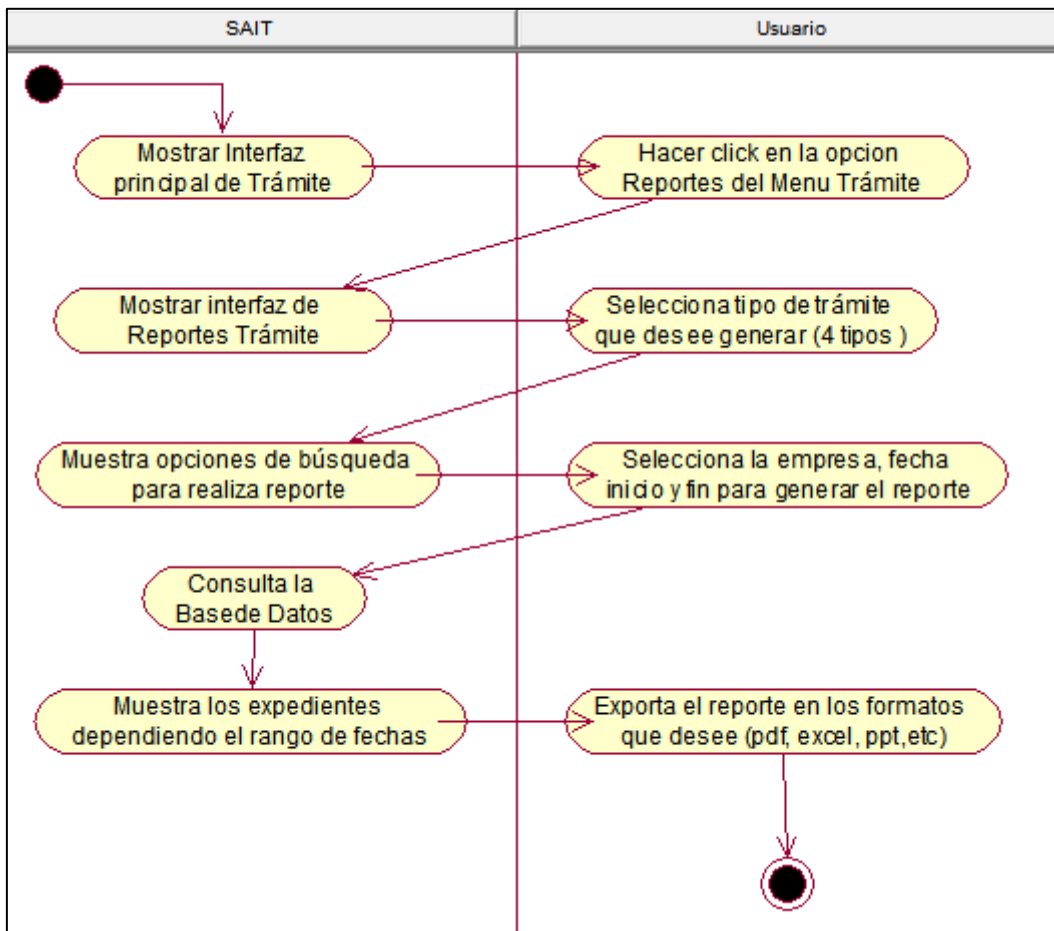 SAIT
Usuario
Mostrar Interfaz
principal de Trámite
Hacer click en la opcion
Reportes del Menu Trámite
Mostrar interfaz de
Reportes Trámite
Selecciona tipo de trámite
que desee generar (4 tipos )
Muestra opciones de búsqueda
para realiza reporte
Selecciona la empresa, fecha
inicio y fin para generar el reporte
Consulta la
Basede Datos
Muestra los expedientes
dependiendo el rango de fechas
Exporta el reporte en los formatos
que desee (pdf, excel, ppt,etc)